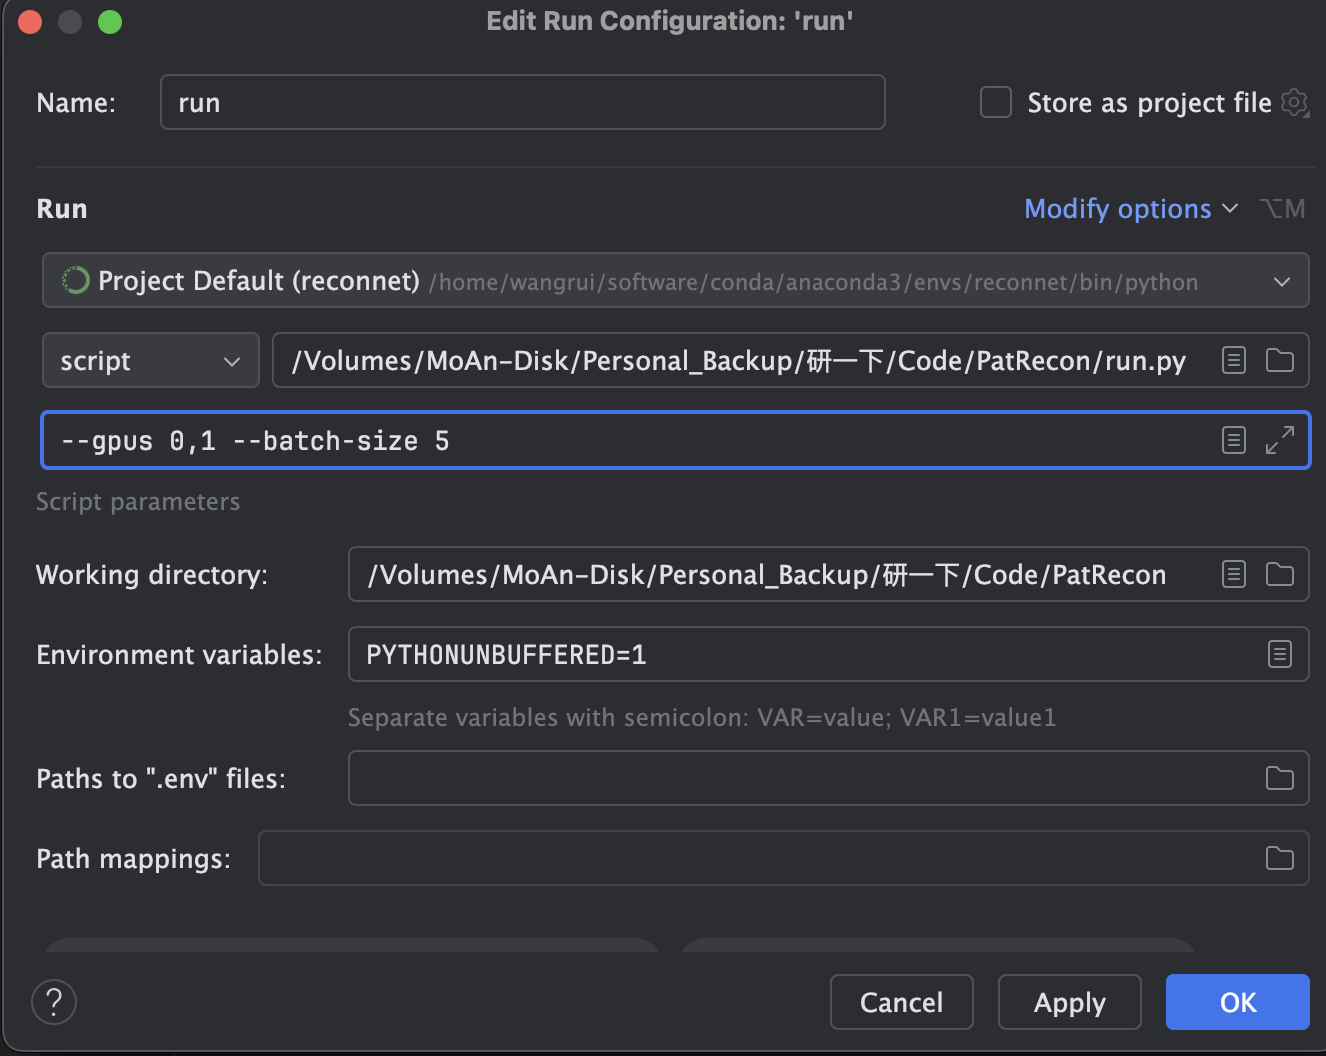 Edit Run Configuration: 'run'
Name: run Store as project file
Run Modify options ⌥M
Project Default (reconnet) /home/wangrui/software/conda/anaconda3/envs/reconnet/bin/python
script /Volumes/MoAn-Disk/Personal_Backup/研一下/Code/PatRecon/run.py
--gpus 0,1 --batch-size 5
Script parameters
Working directory: /Volumes/MoAn-Disk/Personal_Backup/研一下/Code/PatRecon
Environment variables: PYTHONUNBUFFERED=1
Separate variables with semicolon: VAR=value; VAR1=value1
Paths to ".env" files:
Path mappings:
? Cancel Apply OK